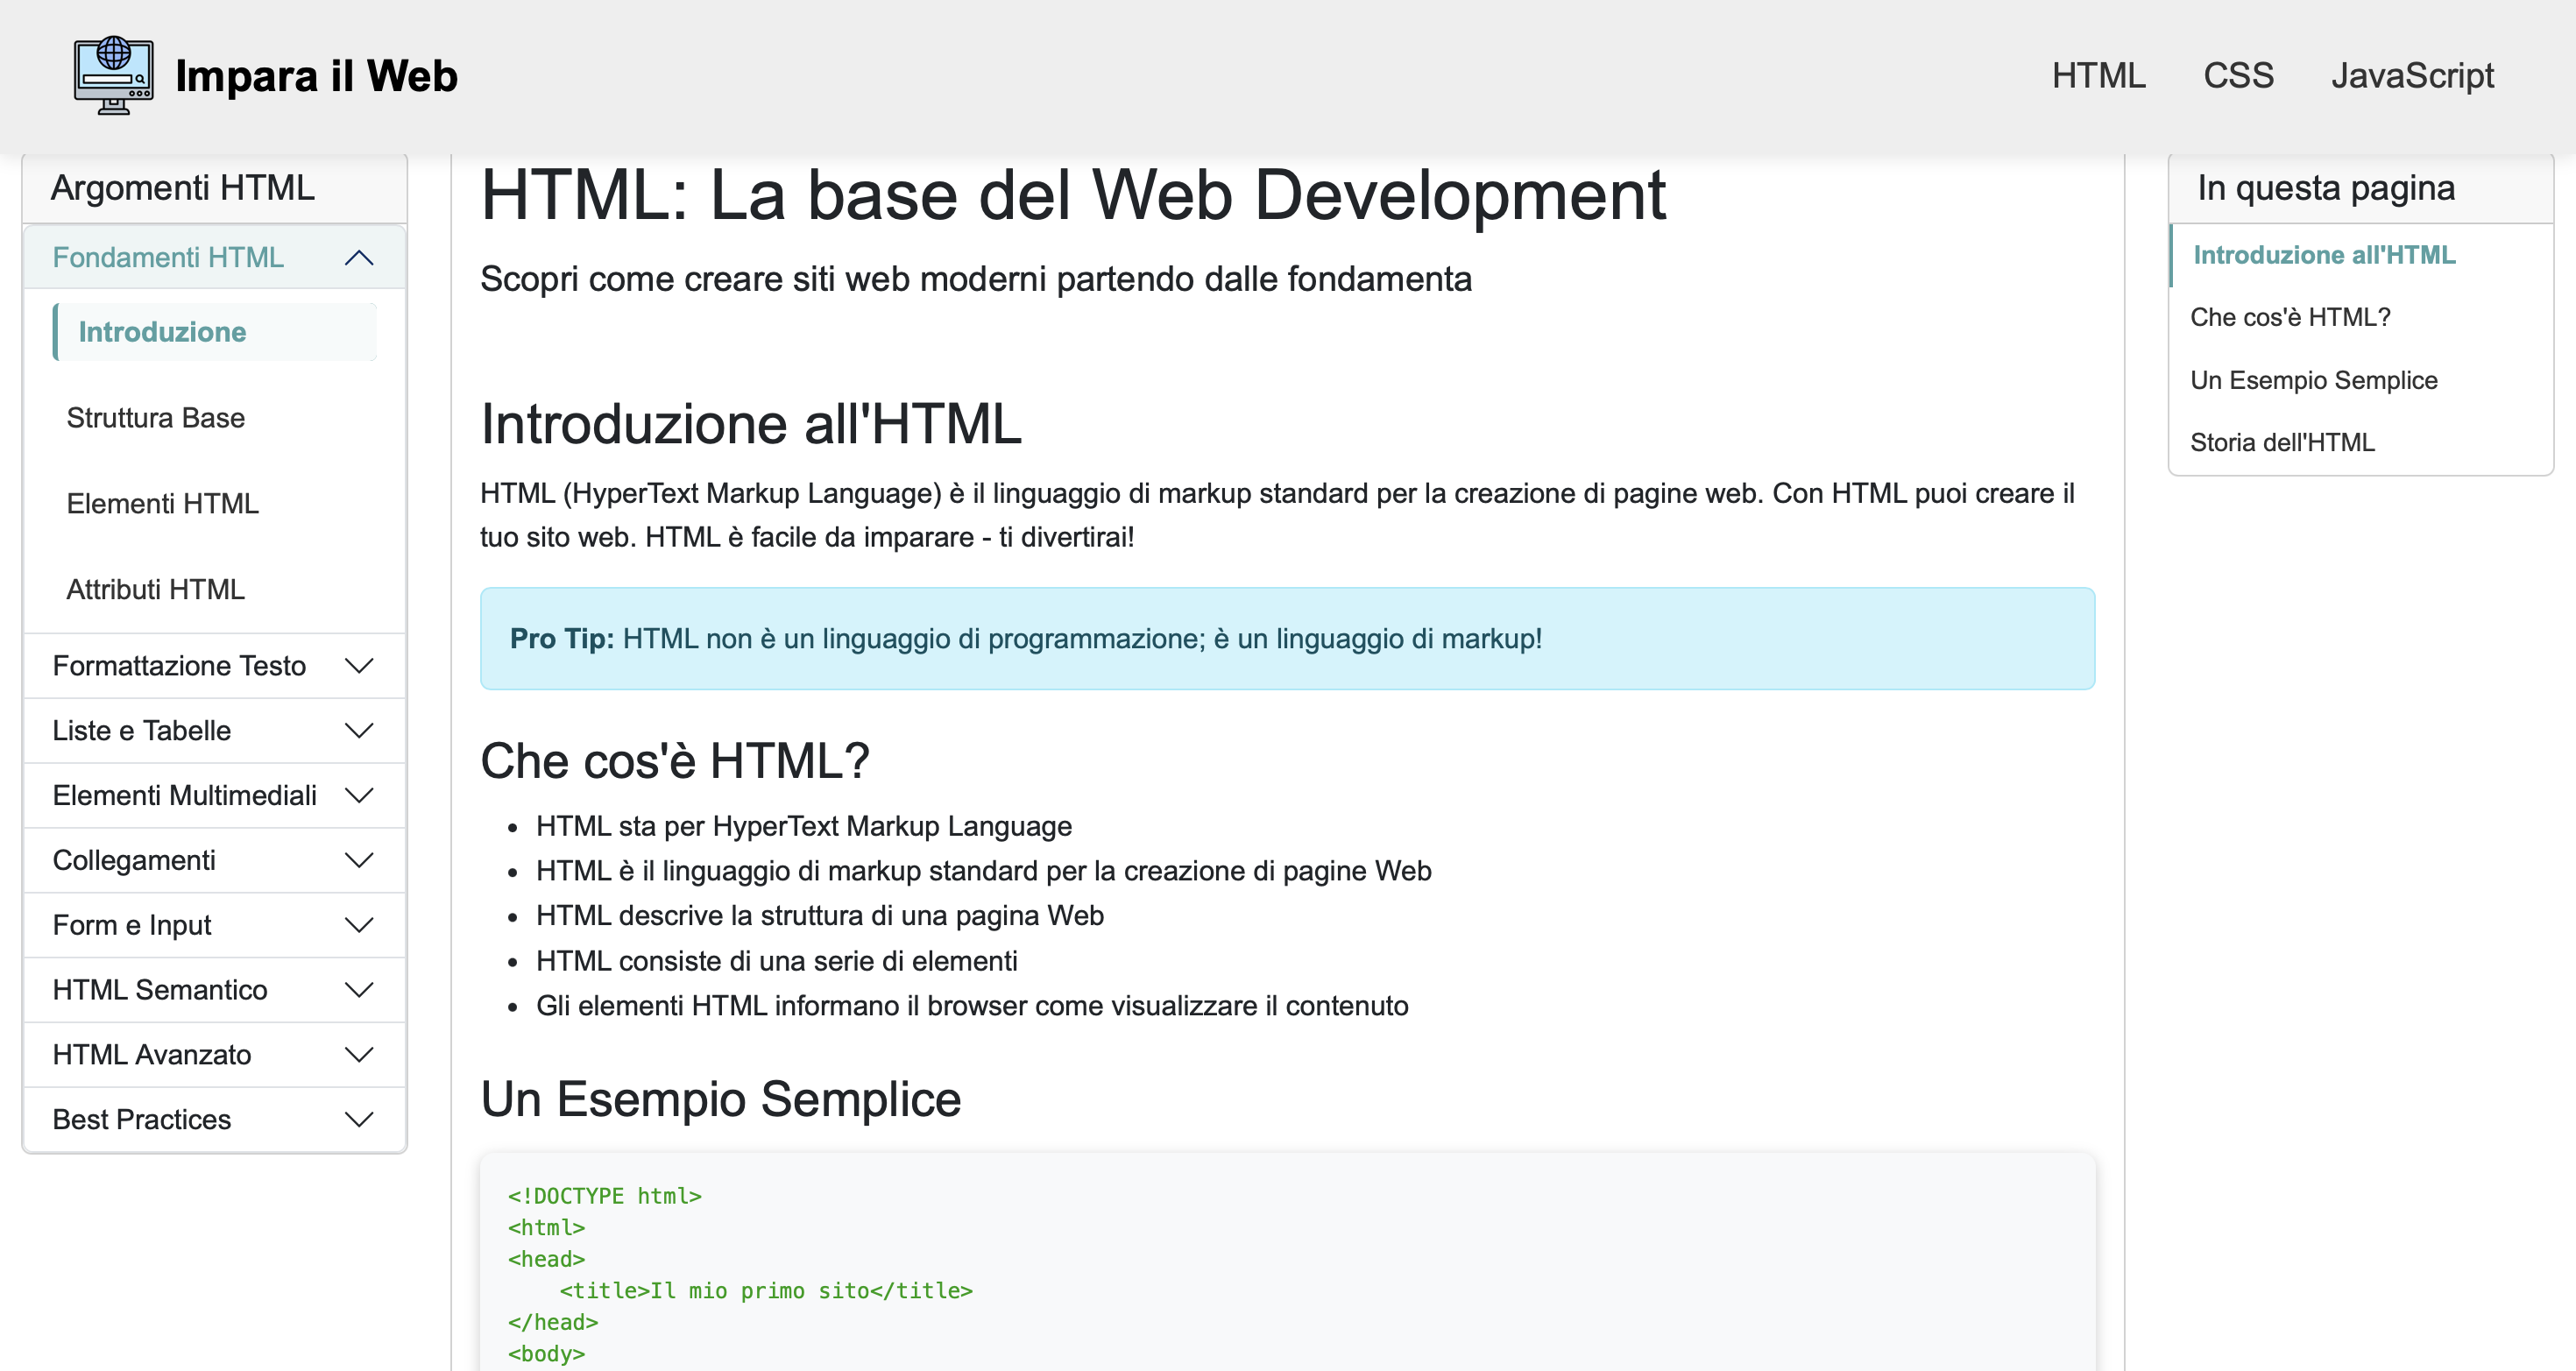 Impara il Web
HTML
CSS
JavaScript
Argomenti HTML
Fondamenti HTML
Introduzione
Struttura Base
Elementi HTML
Attributi HTML
Formattazione Testo
Liste e Tabelle
Elementi Multimediali
Collegamenti
Form e Input
HTML Semantico
HTML Avanzato
Best Practices
HTML: La base del Web Development
Scopri come creare siti web moderni partendo dalle fondamenta
Introduzione all'HTML
HTML (HyperText Markup Language) è il linguaggio di markup standard per la creazione di pagine web. Con HTML puoi creare il
tuo sito web. HTML è facile da imparare - ti divertirai!
Pro Tip: HTML non è un linguaggio di programmazione; è un linguaggio di markup!
Che cos'è HTML?
• HTML sta per HyperText Markup Language
• HTML è il linguaggio di markup standard per la creazione di pagine Web
• HTML descrive la struttura di una pagina Web
• HTML consiste di una serie di elementi
• Gli elementi HTML informano il browser come visualizzare il contenuto
Un Esempio Semplice
<!DOCTYPE html>
<html>
<head>
    <title>Il mio primo sito</title>
</head>
<body>
In questa pagina
Introduzione all'HTML
Che cos'è HTML?
Un Esempio Semplice
Storia dell'HTML